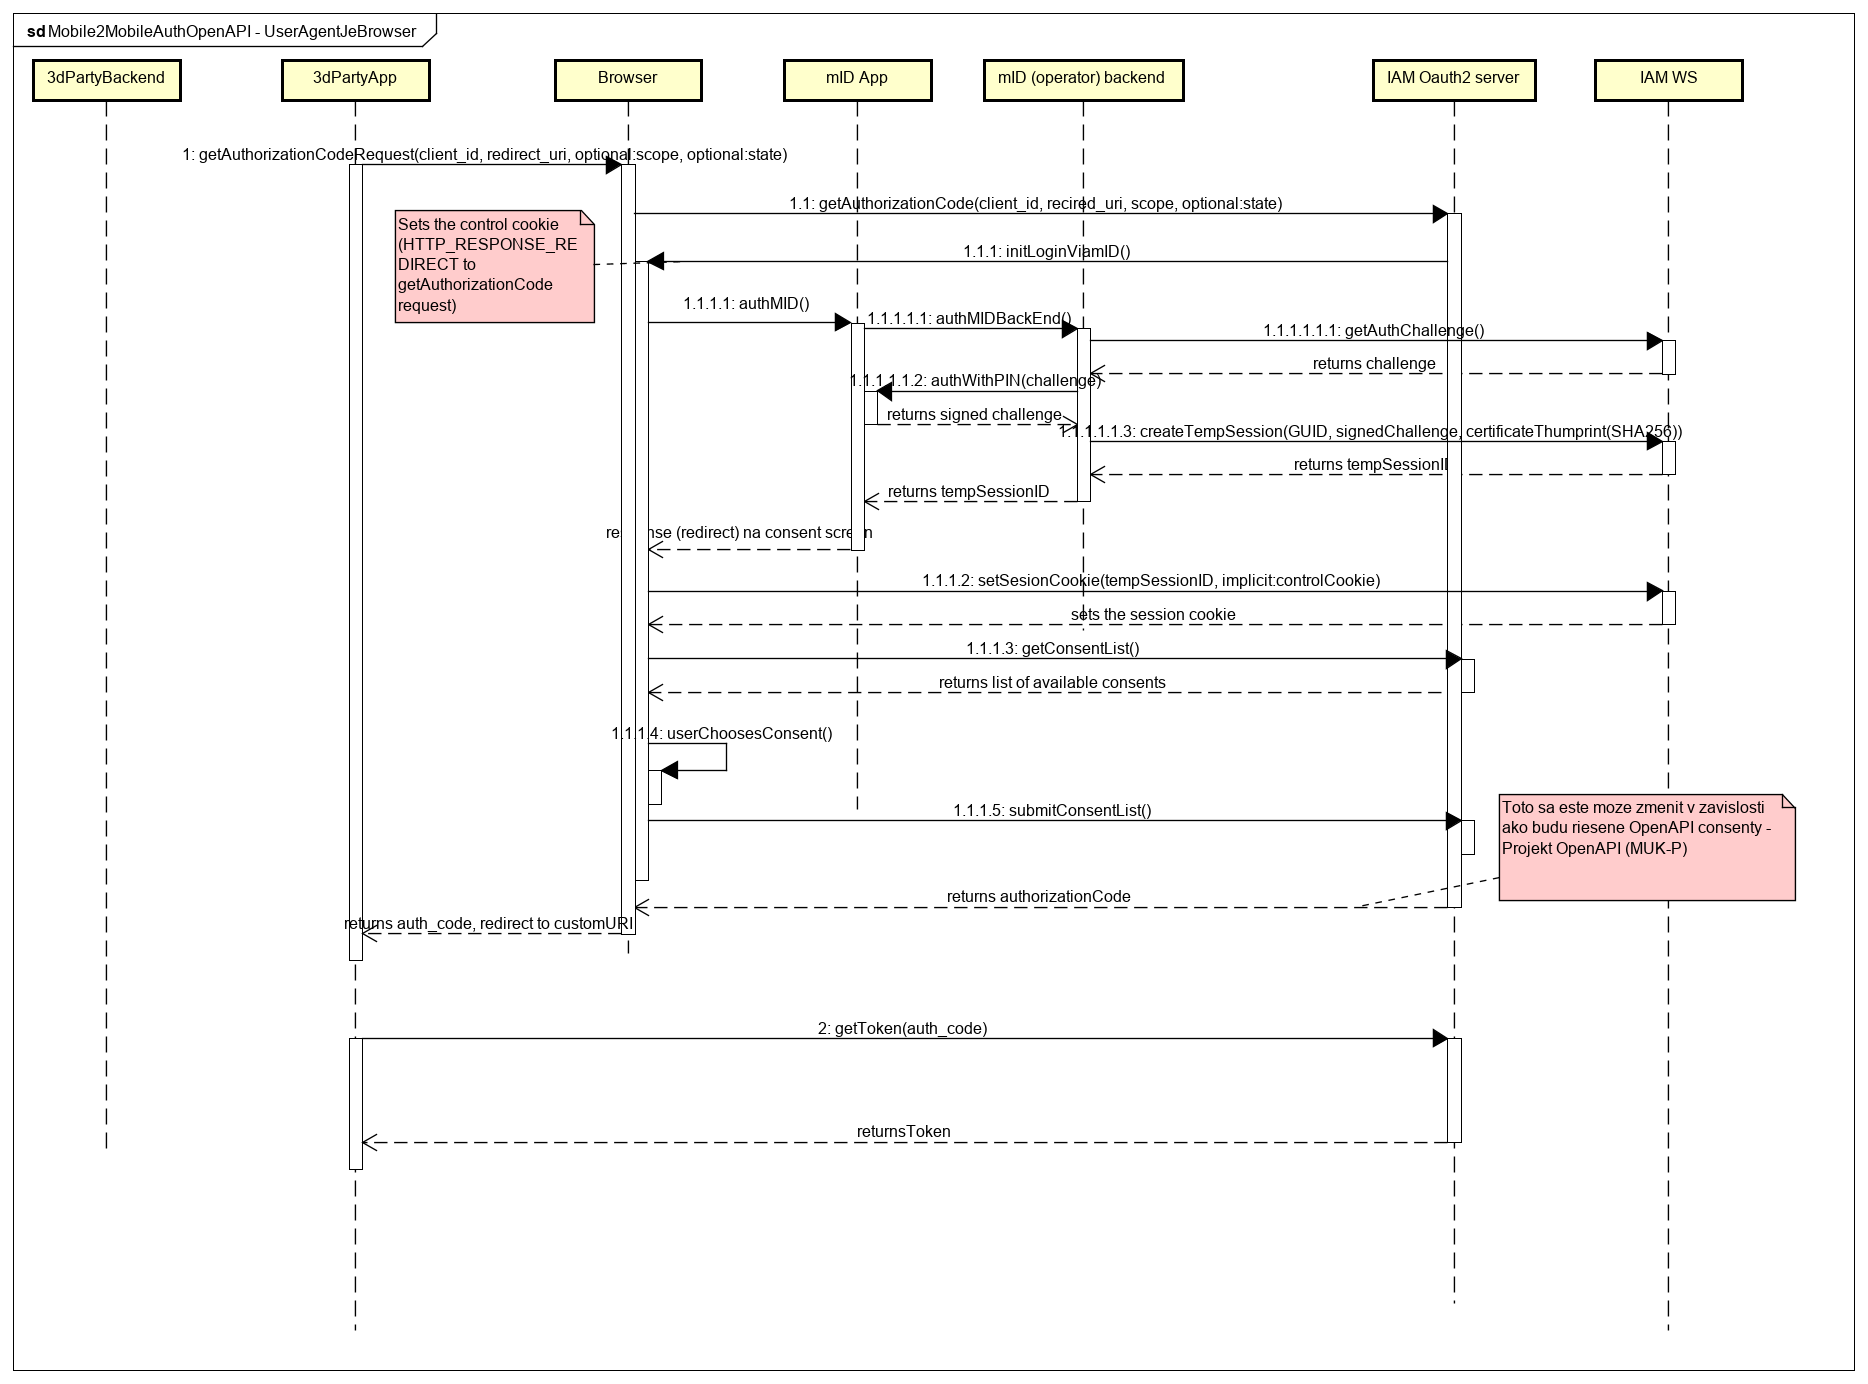 sd Mobile2MobileAuthOpenAPI - UserAgentJeBrowser
3dPartyBackend
3dPartyApp
Browser
mID App
mID (operator) backend
IAM Oauth2 server
IAM WS
1: getAuthorizationCodeRequest(client_id, redirect_uri, optional:scope, optional:state)
1.1: getAuthorizationCode(client_id, recired_uri, scope, optional:state)
Sets the control cookie
(HTTP_RESPONSE_RE
DIRECT to
getAuthorizationCode
request)
1.1.1: initLoginViamID()
1.1.1.1: authMID()
1.1.1.1.1: authMIDBackEnd()
1.1.1.1.1.1: getAuthChallenge()
returns challenge
1.1.1.1.1.2: authWithPIN(challenge)
returns signed challenge
1.1.1.1.1.3: createTempSession(GUID, signedChallenge, certificateThumprint(SHA256))
returns tempSessionID
returns tempSessionID
response (redirect) na consent screen
1.1.1.2: setSesionCookie(tempSessionID, implicit:controlCookie)
sets the session cookie
1.1.1.3: getConsentList()
returns list of available consents
1.1.1.4: userChoosesConsent()
1.1.1.5: submitConsentList()
Toto sa este moze zmenit v zavislosti
ako budu riesene OpenAPI consenty -
Projekt OpenAPI (MUK-P)
returns authorizationCode
returns auth_code, redirect to customURI
2: getToken(auth_code)
returnsToken